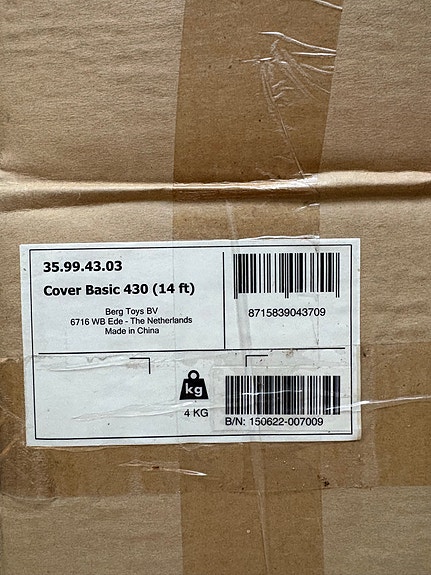 35.99.43.03
Cover Basic 430 (14 ft)
Berg Toys BV
6716 WB Ede - The Netherlands
Made in China
8715839043709
kg
4 KG
B/N: 150622-007009